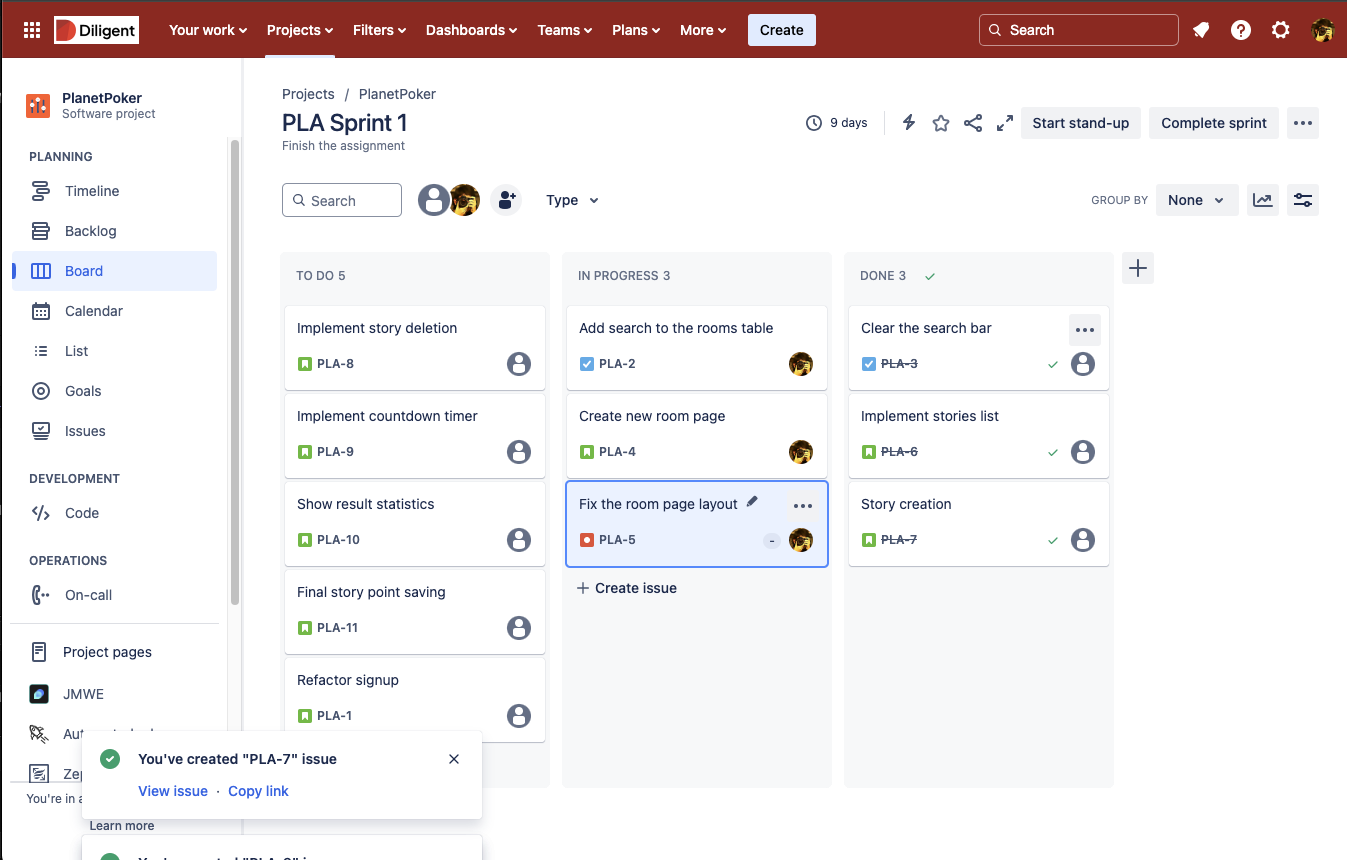 Diligent
Your work
Projects
Filters
Dashboards
Teams
Plans
More
Create
Search
PlanetPoker
Software project
PLANNING
Timeline
Backlog
Board
Calendar
List
Goals
Issues
DEVELOPMENT
Code
OPERATIONS
On-call
Project pages
JMWE
You're in a
Learn more
Projects / PlanetPoker
PLA Sprint 1
Finish the assignment
9 days
Start stand-up
Complete sprint
Search
Type
GROUP BY
None
TO DO 5
Implement story deletion
PLA-8
Implement countdown timer
PLA-9
Show result statistics
PLA-10
Final story point saving
PLA-11
Refactor signup
PLA-1
IN PROGRESS 3
Add search to the rooms table
PLA-2
Create new room page
PLA-4
Fix the room page layout
PLA-5
-
Create issue
DONE 3
Clear the search bar
PLA-3
Implement stories list
PLA-6
Story creation
PLA-7
You've created "PLA-7" issue
View issue · Copy link